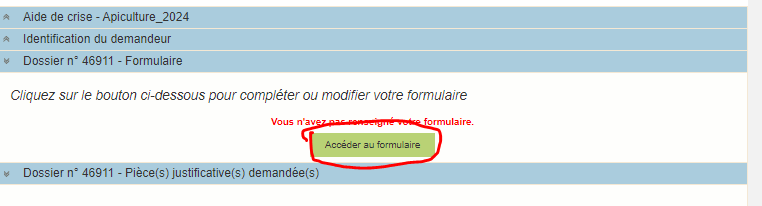 Aide de crise - Apiculture_2024
Identification du demandeur
Dossier n° 46911 - Formulaire
Cliquez sur le bouton ci-dessous pour compléter ou modifier votre formulaire
Vous n'avez pas renseigné votre formulaire.
Accéder au formulaire
Dossier n° 46911 - Pièce(s) justificative(s) demandée(s)